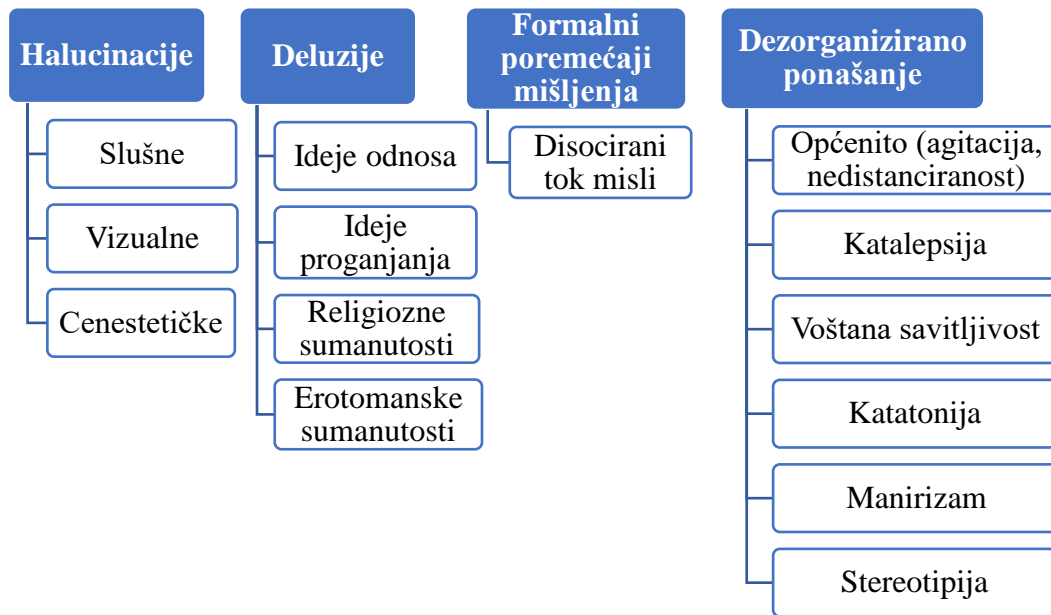 Halucinacije
Slušne
Vizualne
Cenestetičke
Deluzije
Ideje odnosa
Ideje
proganjanja
Religiozne
sumanutosti
Erotomanske
sumanutosti
Formalni
poremećaji
mišljenja
Disocirani
tok misli
Dezorganizirano
ponašanje
Općenito (agitacija,
nedistanciranost)
Katalepsija
Voštana savitljivost
Katatonija
Manirizam
Stereotipija